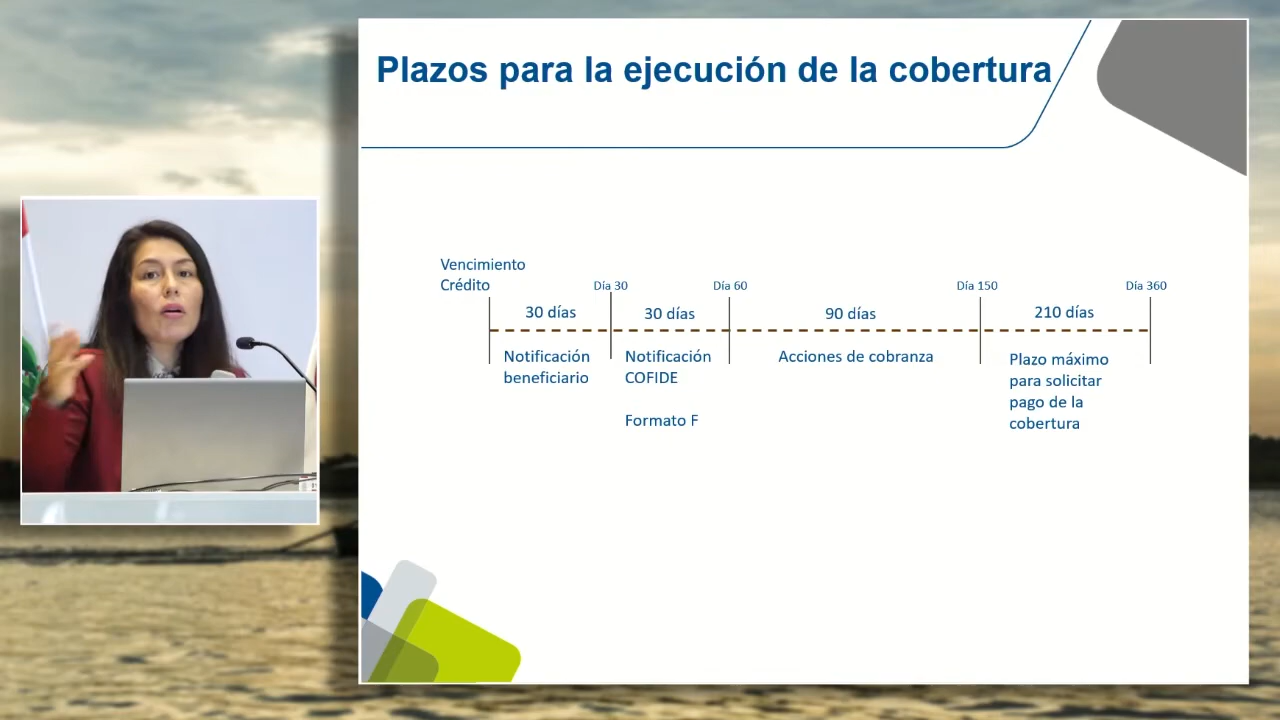 Plazos para la ejecución de la cobertura
Vencimiento
Crédito
Día 30
Día 60
Día 150
Día 360
30 días
30 días
90 días
210 días
Notificación
beneficiario
Notificación
COFIDE
Formato F
Acciones de cobranza
Plazo máximo
para solicitar
pago de la
cobertura